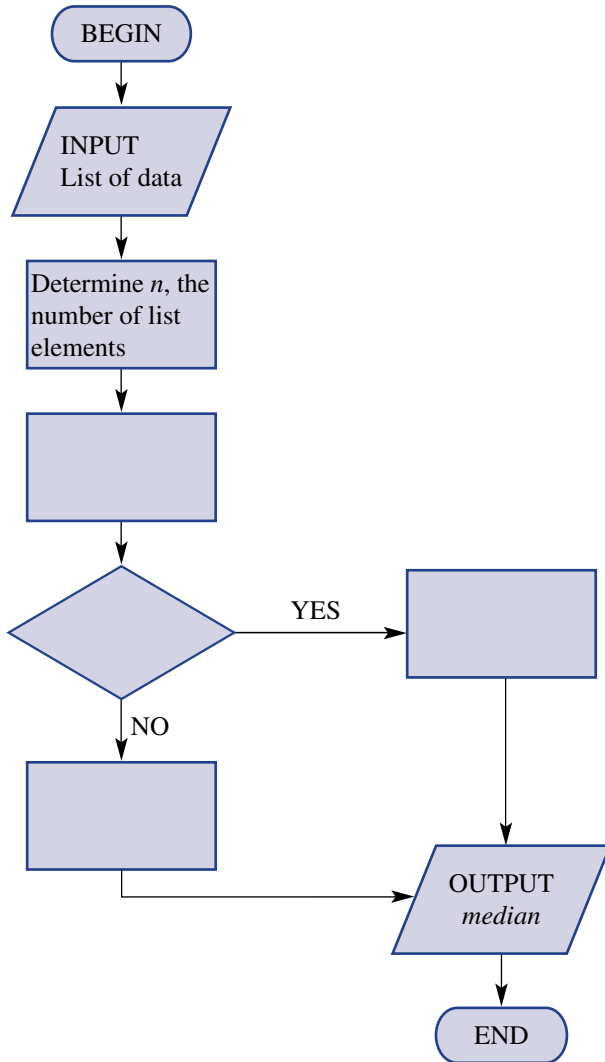 BEGIN
INPUT
List of data
Determine n, the
number of list
elements
YES
NO
OUTPUT
median
END